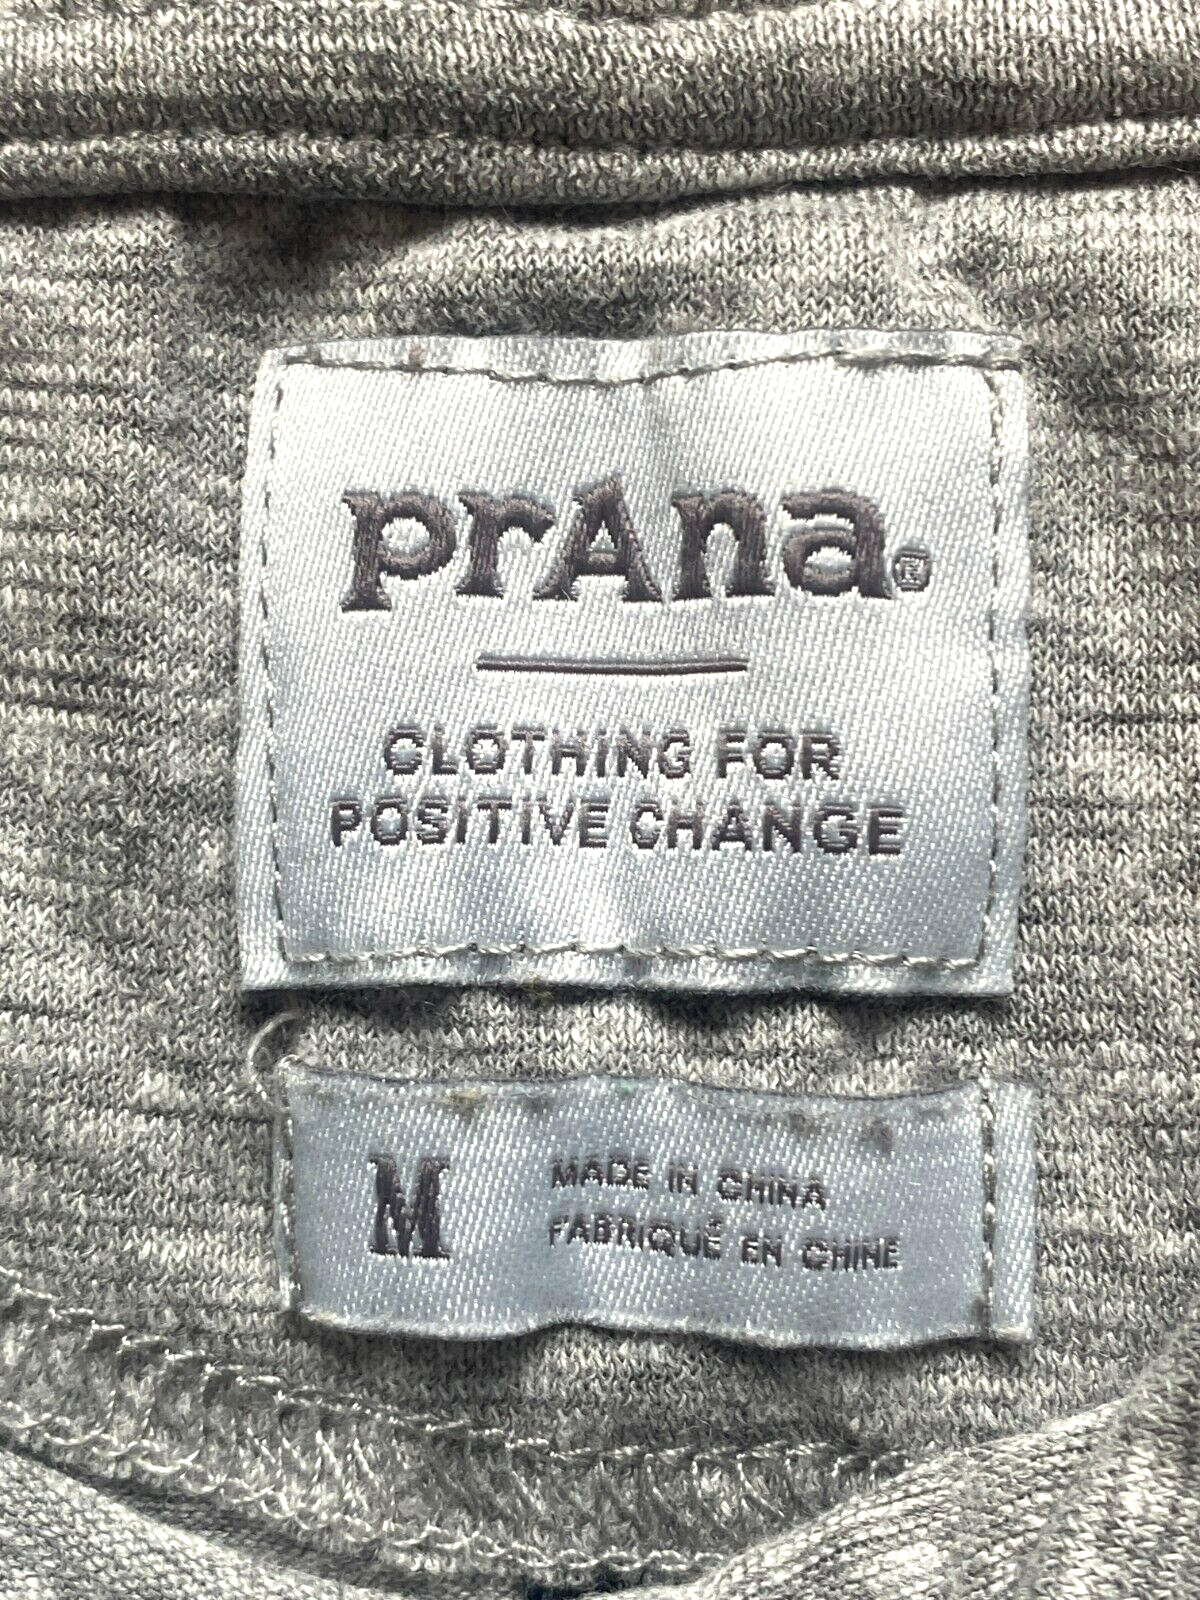 prAna®
CLOTHING FOR
POSITIVE CHANGE
M
MADE IN CHINA
FABRIQUÉ EN CHINE